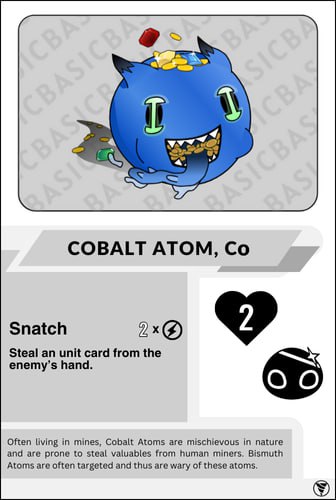 BASICBASICBASICBASIC
COBALT ATOM, Co
Snatch 2 x
Steal an unit card from the
enemy's hand.
2
Often living in mines, Cobalt Atoms are mischievous in nature
and are prone to steal valuables from human miners. Bismuth
Atoms are often targeted and thus are wary of these atoms.